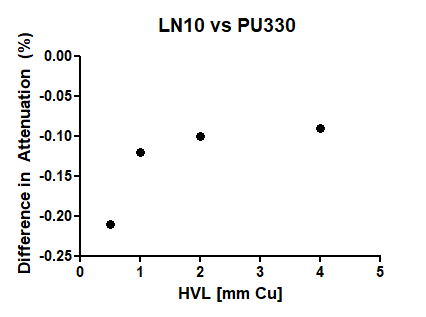 LN10 vs PU330
Difference in Attenuation (%)
0.00
-0.05
-0.10
-0.15
-0.20
-0.25
0 1 2 3 4 5
HVL [mm Cu]